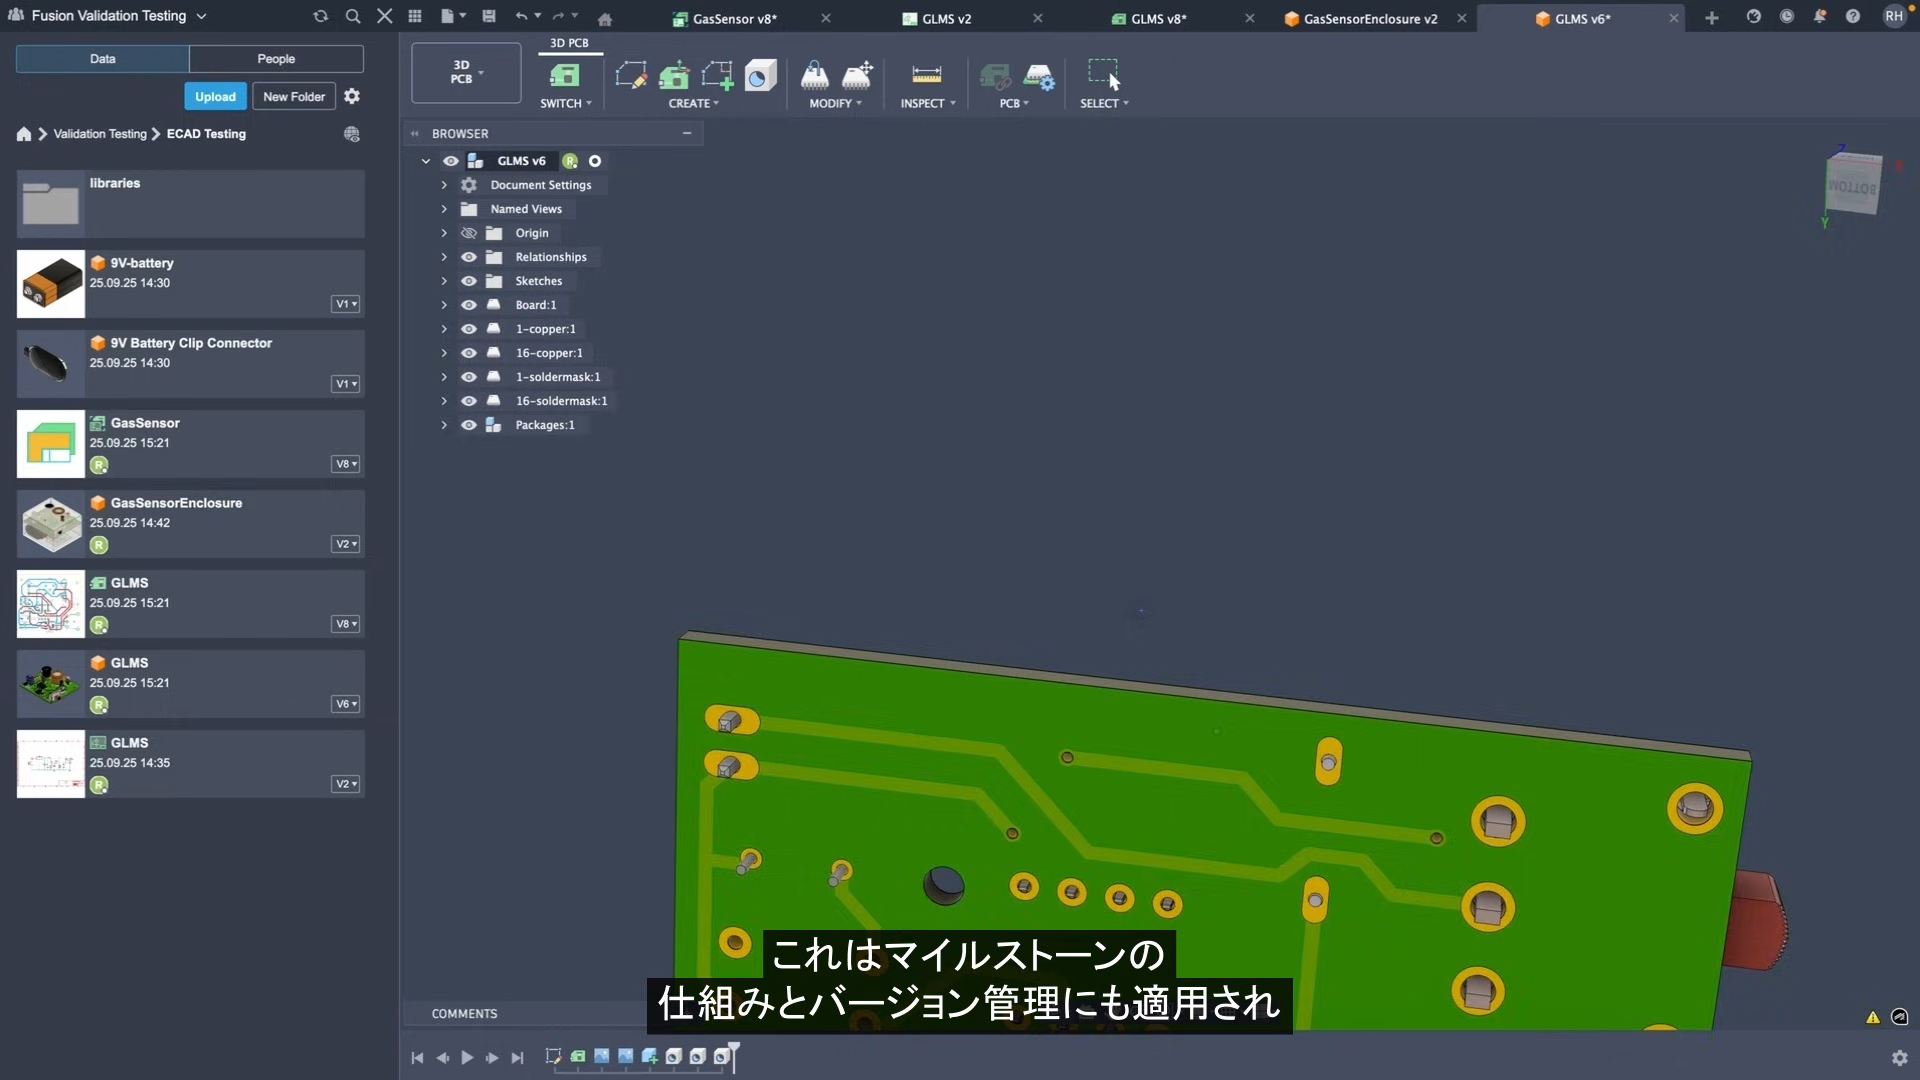 Fusion Validation Testing
GasSensor v8*
GLMS v2
GLMS v8*
GasSensorEnclosure v2
GLMS v6*
RH
Data
People
Upload
New Folder
Validation Testing
ECAD Testing
libraries
9V-battery
25.09.25 14:30
V1
9V Battery Clip Connector
25.09.25 14:30
V1
GasSensor
25.09.25 15:21
R
V8
GasSensorEnclosure
25.09.25 14:42
R
V2
GLMS
25.09.25 15:21
R
V8
GLMS
25.09.25 15:21
R
V6
GLMS
25.09.25 14:35
R
V2
3D PCB
3D
PCB
SWITCH
CREATE
MODIFY
INSPECT
PCB
SELECT
BROWSER
GLMS v6
R
Document Settings
Named Views
Origin
Relationships
Sketches
Board:1
1-copper:1
16-copper:1
1-soldermask:1
16-soldermask:1
Packages:1
Z
X
BOTTOM
Y
これはマイルストーンの
仕組みとバージョン管理にも適用され
COMMENTS